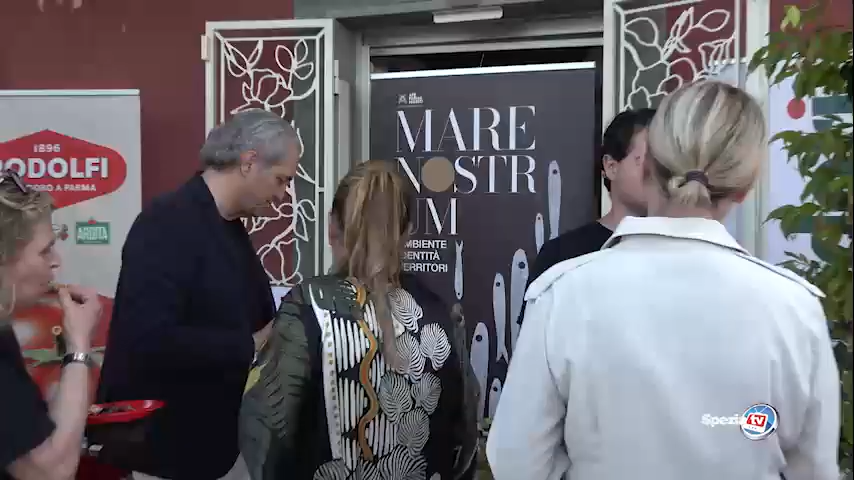 1896
RODOLFI
ARDITA
MARE
NOSTR
UM
AMBIENTE
IDENTITÀ
TERRITORI
Spezia tv